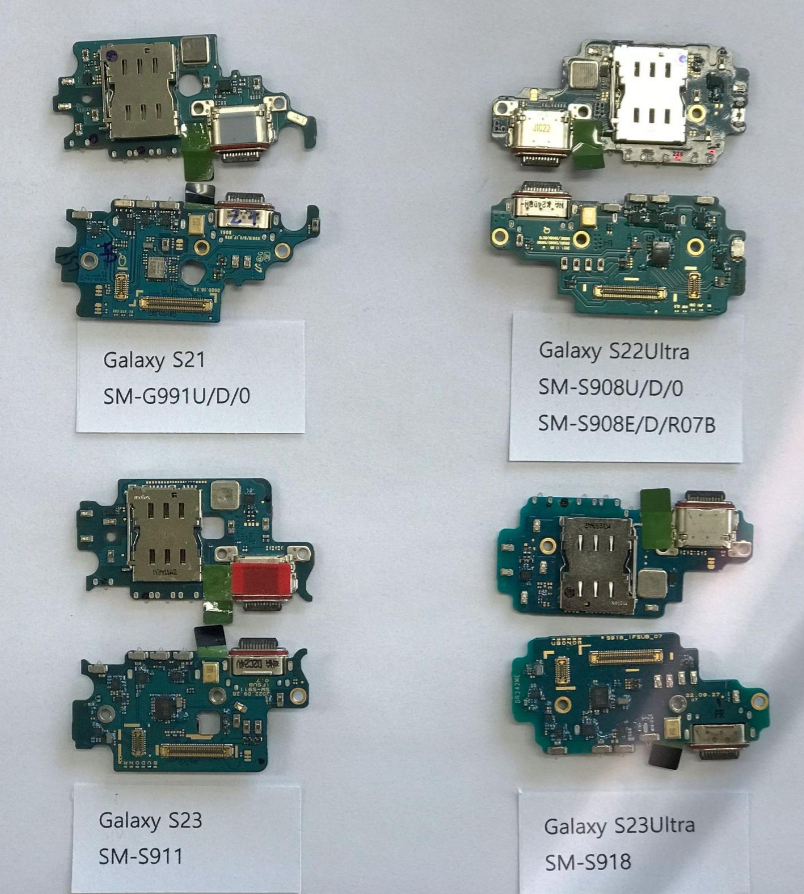 Galaxy S21
SM-G991U/D/0
Galaxy S22Ultra
SM-S908U/D/0
SM-S908E/D/R07B
JIC22
Galaxy S23
SM-S911
Galaxy S23Ultra
SM-S918